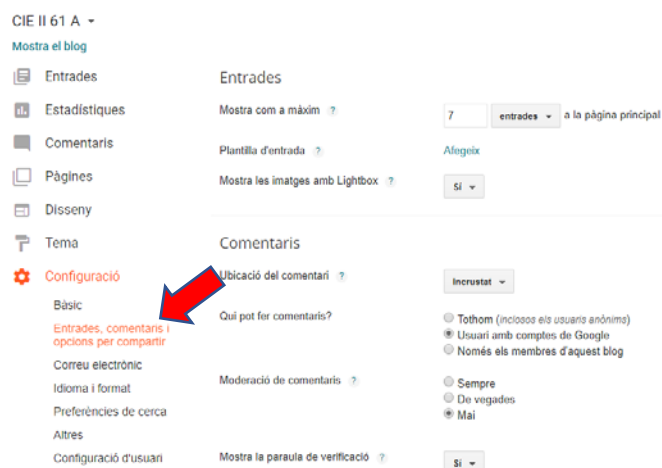 CIE II 61 A
Mostra el blog
Entrades
Estadístiques
Comentaris
Pàgines
Disseny
Tema
Configuració
Bàsic
Entrades, comentaris i
opcions per compartir
Correu electrònic
Idioma i format
Preferències de cerca
Altres
Configuració d'usuari
Entrades
Mostra com a màxim ? 7 entrades a la pàgina principal
Plantilla d'entrada ? Afegeix
Mostra les imatges amb Lightbox ? Sí
Comentaris
Ubicació del comentari ? Incrustat
Qui pot fer comentaris? Tothom (inclosos els usuaris anònims)
Usuari amb comptes de Google
Només els membres d'aquest blog
Moderació de comentaris ? Sempre
De vegades
Mai
Mostra la paraula de verificació ? Sí